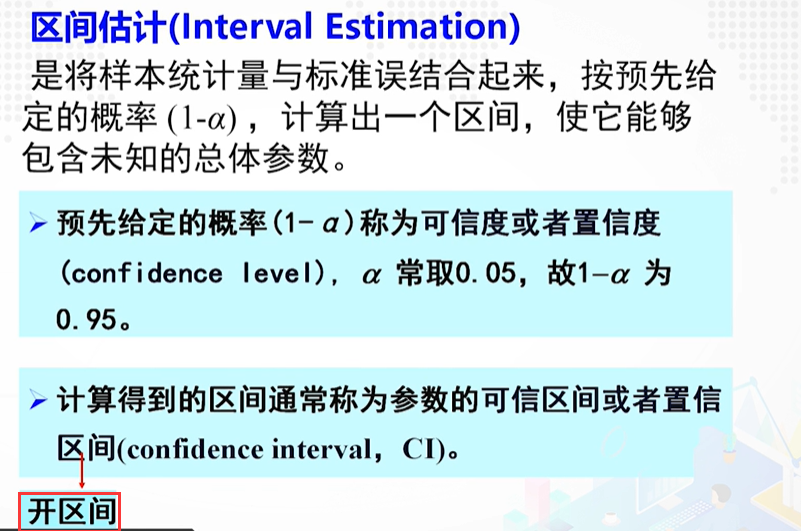 区间估计(Interval Estimation)
是将样本统计量与标准误结合起来，按预先给
定的概率 (1-α) ，计算出一个区间，使它能够
包含未知的总体参数。
预先给定的概率(1-α)称为可信度或者置信度
(confidence level)，α 常取0.05，故1-α 为
0.95。
计算得到的区间通常称为参数的可信区间或者置信
区间(confidence interval，CI)。
开区间